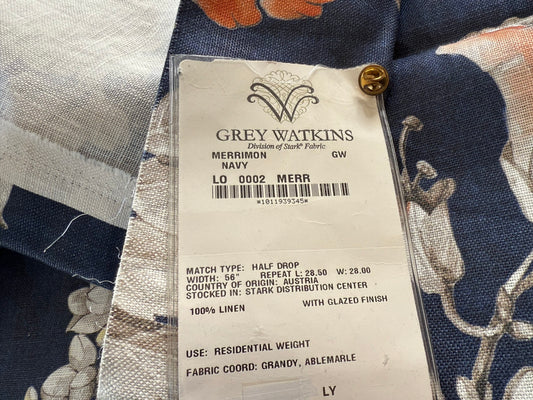 GREY WATKINS
Division of Stark® Fabric
MERRIMON GW
NAVY
LO 0002 MERR
*1011939345*
MATCH TYPE: HALF DROP
WIDTH: 56" REPEAT L: 28.50 W: 28.00
COUNTRY OF ORIGIN: AUSTRIA
STOCKED IN: STARK DISTRIBUTION CENTER
100% LINEN WITH GLAZED FINISH
USE: RESIDENTIAL WEIGHT
FABRIC COORD: GRANDY, ABLEMARLE
LY